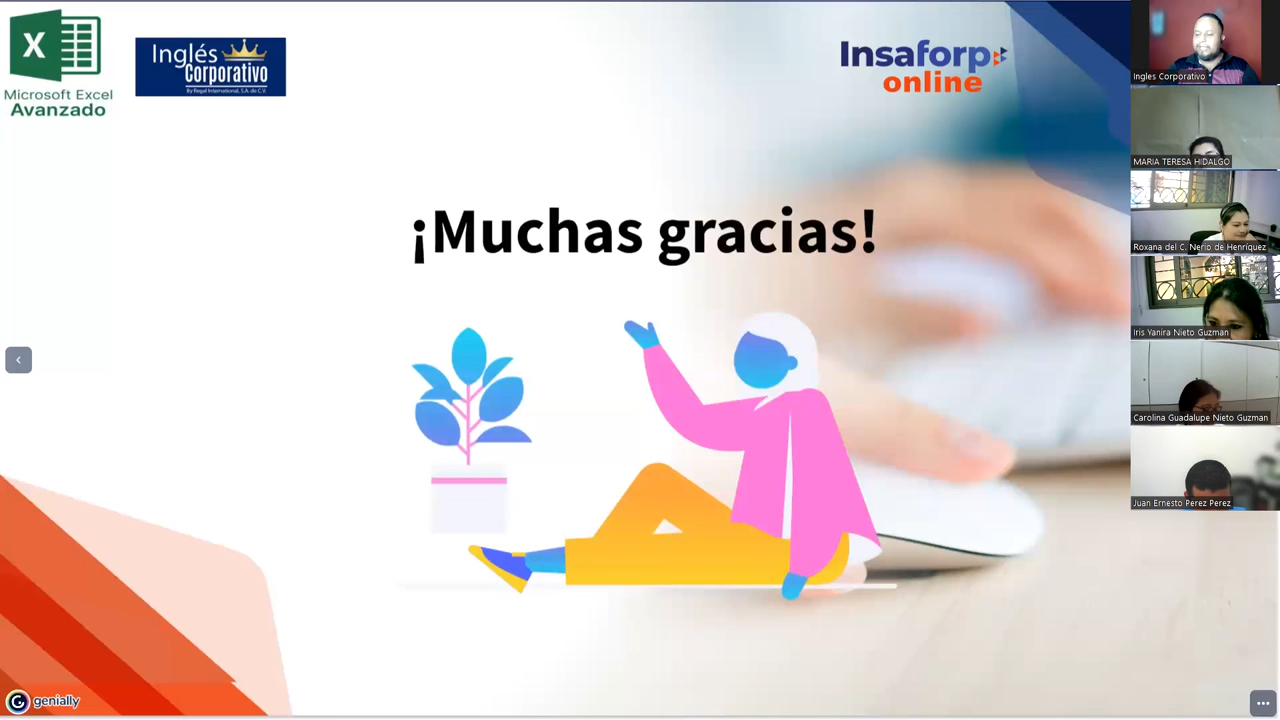 Microsoft Excel
Avanzado
Inglés
Corporativo
By Regal International, S.A. de C.V.
Insaforp
online
¡Muchas gracias!
genially
Ingles Corporativo *
MARIA TERESA HIDALGO
Roxana del C. Nerio de Henríquez
Iris Yanira Nieto Guzman
Carolina Guadalupe Nieto Guzman
Juan Ernesto Perez Perez